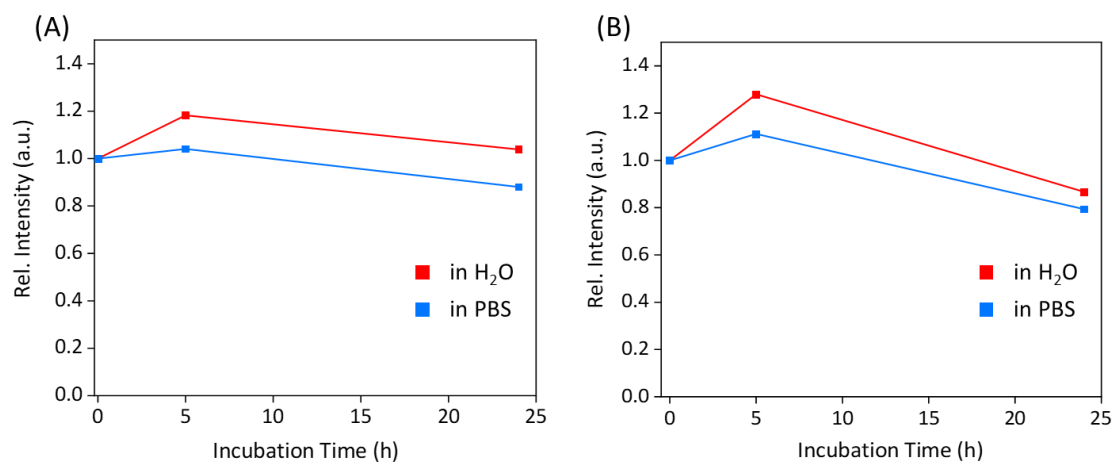 (A)
Rel. Intensity (a.u.)
1.4
1.2
1.0
0.8
0.6
0.4
0.2
0.0
in H₂O
in PBS
0 5 10 15 20 25
Incubation Time (h)
(B)
Rel. Intensity (a.u.)
1.4
1.2
1.0
0.8
0.6
0.4
0.2
0.0
in H₂O
in PBS
0 5 10 15 20 25
Incubation Time (h)